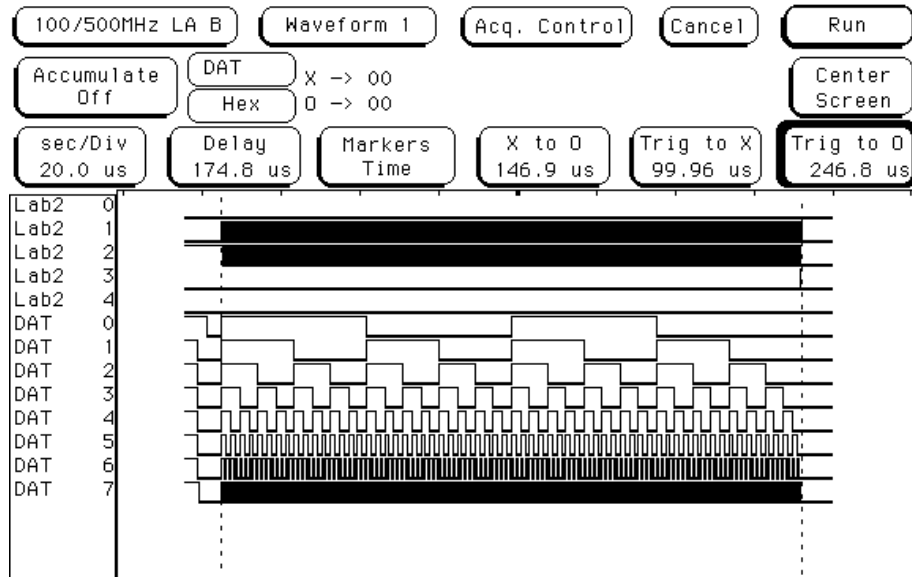 100/500MHz LA B Waveform 1 Acq. Control Cancel Run
Accumulate Off DAT Hex X -> 00 O -> 00 Center Screen
sec/Div 20.0 us Delay 174.8 us Markers Time X to O 146.9 us Trig to X 99.96 us Trig to O 246.8 us
Lab2 0
Lab2 1
Lab2 2
Lab2 3
Lab2 4
DAT 0
DAT 1
DAT 2
DAT 3
DAT 4
DAT 5
DAT 6
DAT 7